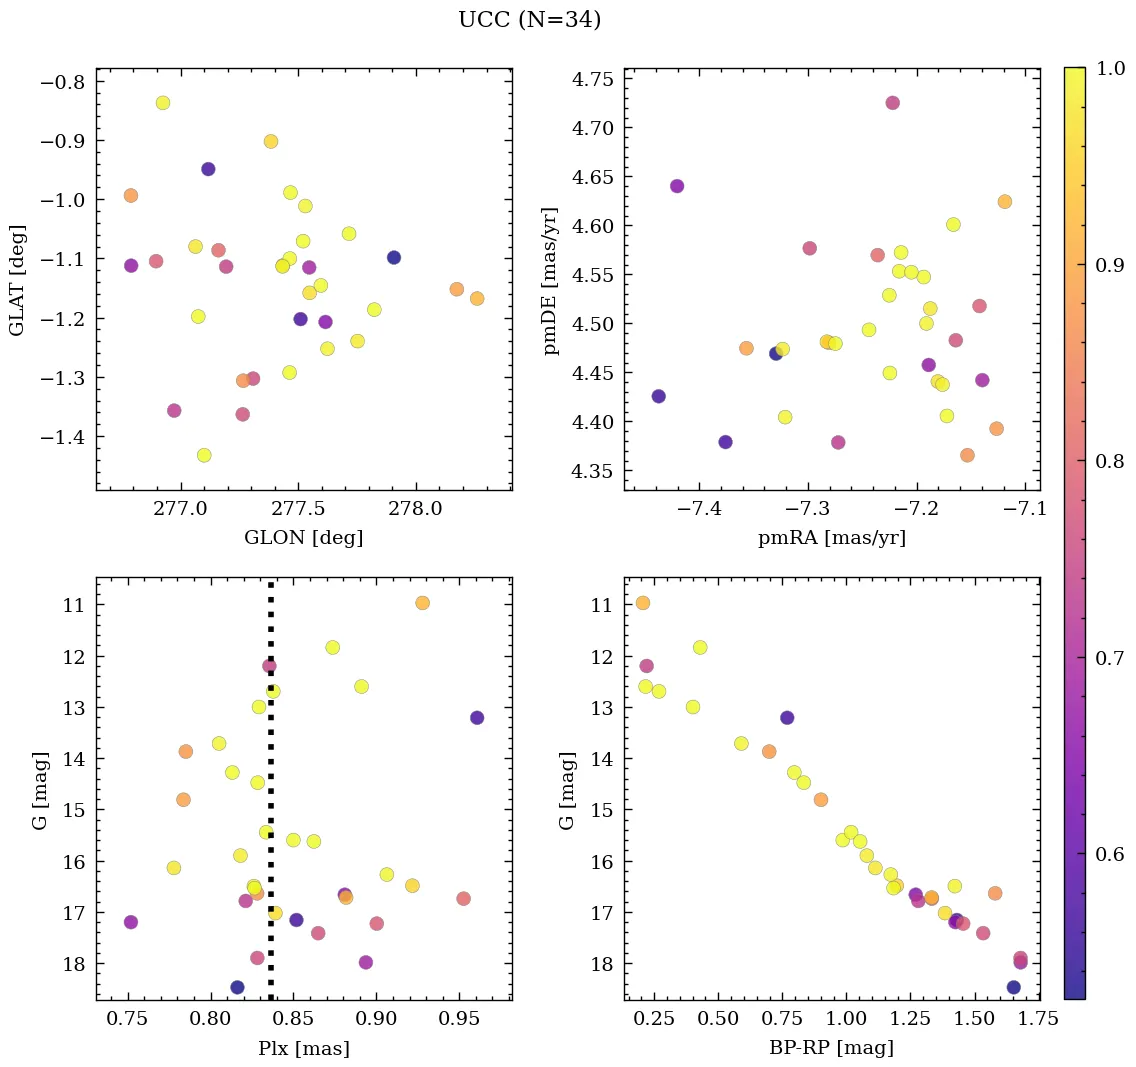 UCC (N=34)
−0.8
−0.9
−1.0
−1.1
−1.2
−1.3
−1.4
GLAT [deg]
277.0 277.5 278.0
GLON [deg]
4.75
4.70
4.65
4.60
4.55
4.50
4.45
4.40
4.35
pmDE [mas/yr]
−7.4 −7.3 −7.2 −7.1
pmRA [mas/yr]
11
12
13
14
15
16
17
18
G [mag]
0.75 0.80 0.85 0.90 0.95
Plx [mas]
11
12
13
14
15
16
17
18
G [mag]
0.25 0.50 0.75 1.00 1.25 1.50 1.75
BP-RP [mag]
1.0
0.9
0.8
0.7
0.6